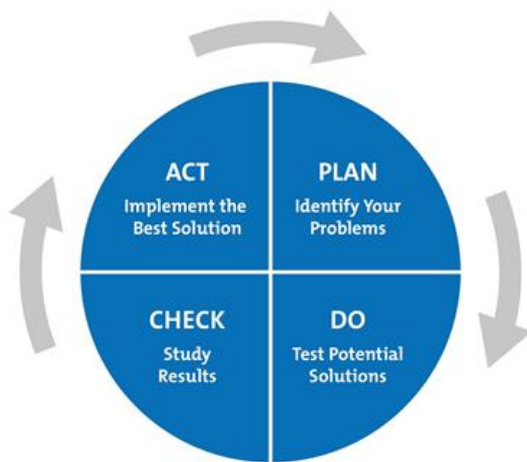 ACT
Implement the
Best Solution
PLAN
Identify Your
Problems
CHECK
Study
Results
DO
Test Potential
Solutions